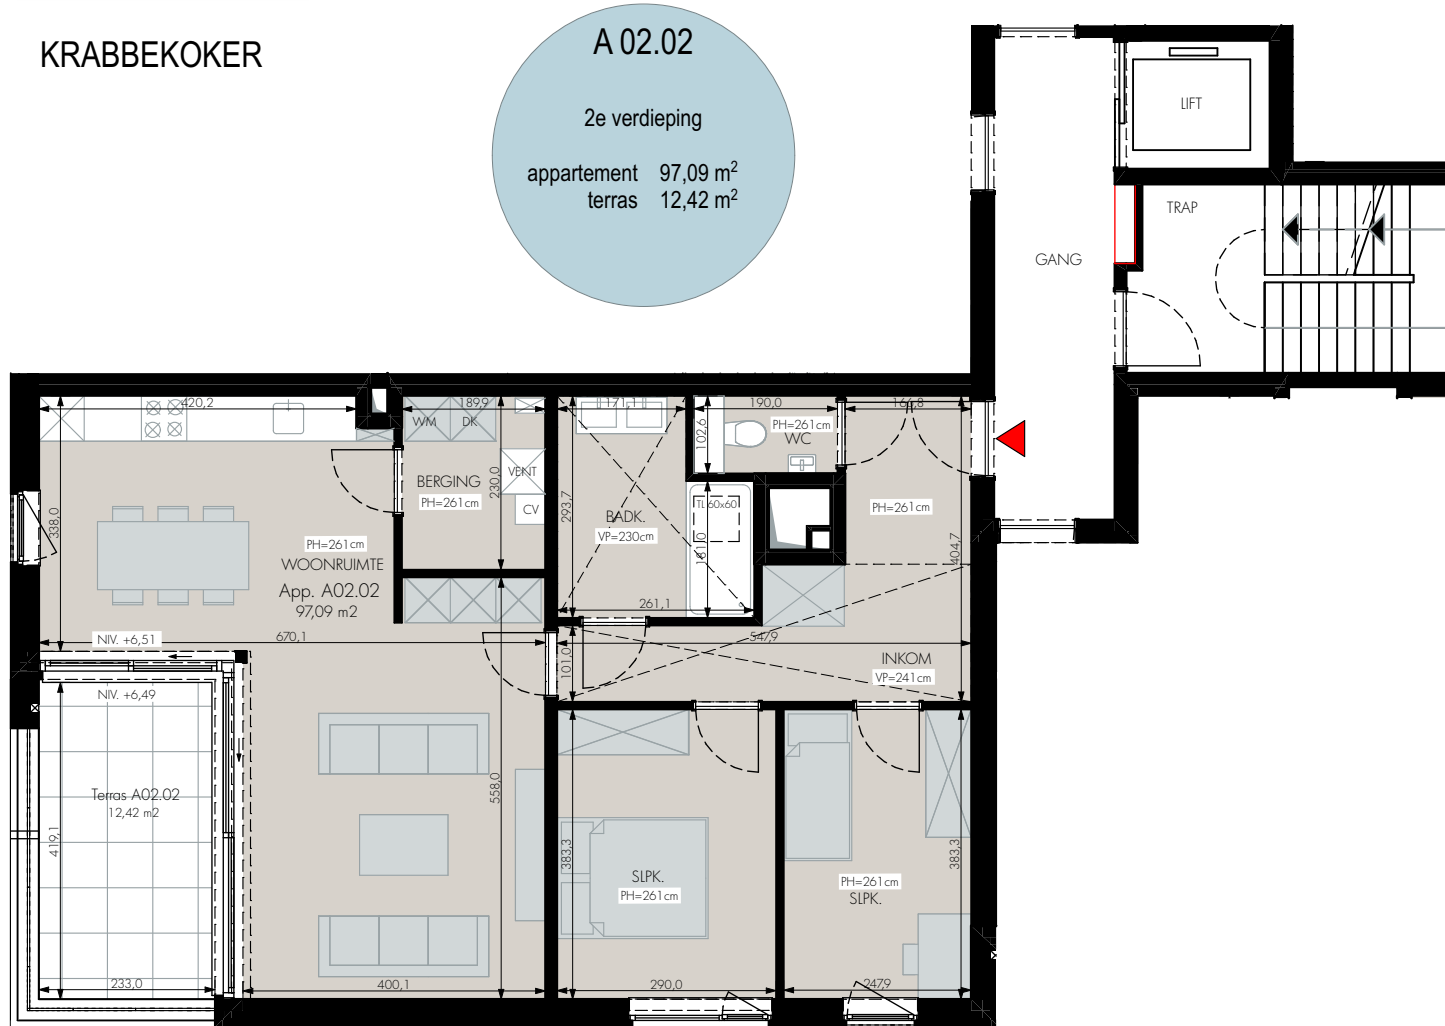 KRABBEKOKER
A 02.02
2e verdieping
appartement 97,09 m²
terras 12,42 m²
LIFT
TRAP
GANG
420,2
189,9
171,1
190,0
166,8
WM
DK
102,6
PH=261cm
WC
VENT
BERGING
PH=261cm
230,0
CV
TL 60x60
PH=261cm
338,0
293,7
BADK.
VP=230cm
181,0
404,7
PH=261cm
WOONRUIMTE
App. A02.02
97,09 m2
261,1
NIV. +6,51
670,1
547,9
101,0
INKOM
VP=241cm
NIV. +6,49
Terras A02.02
12,42 m2
419,1
558,0
383,3
SLPK.
PH=261cm
PH=261cm
SLPK.
383,3
233,0
400,1
290,0
247,9